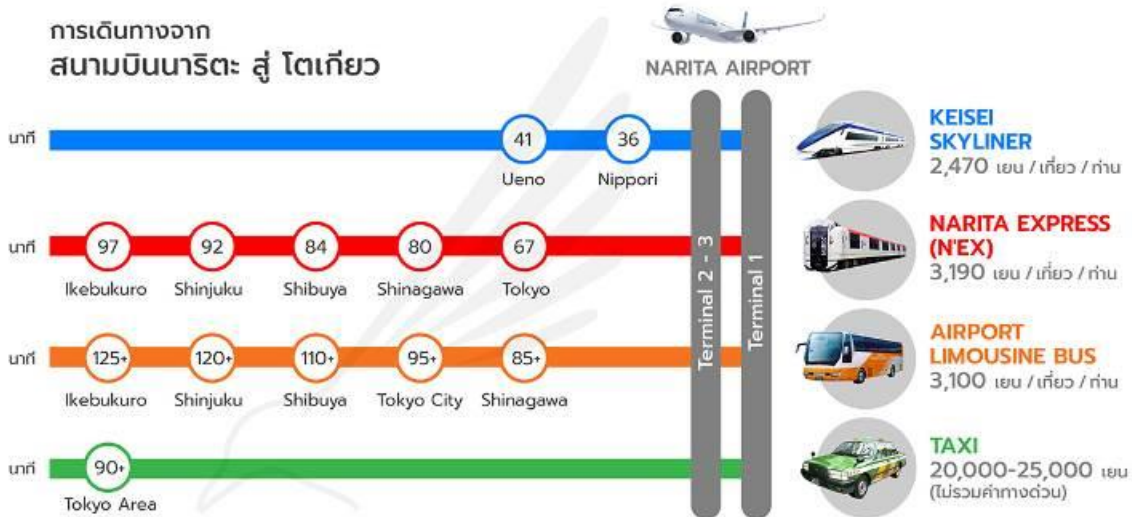 การเดินทางจาก
สนามบินนาริตะ สู่ โตเกียว
NARITA AIRPORT
นาที
41
36
Ueno
Nippori
KEISEI
SKYLINER
2,470 เยน / เที่ยว / ท่าน
นาที
97
92
84
80
67
Ikebukuro
Shinjuku
Shibuya
Shinagawa
Tokyo
NARITA EXPRESS
(N'EX)
3,190 เยน / เที่ยว / ท่าน
Terminal 2 - 3
Terminal 1
นาที
125+
120+
110+
95+
85+
Ikebukuro
Shinjuku
Shibuya
Tokyo City
Shinagawa
AIRPORT
LIMOUSINE BUS
3,100 เยน / เที่ยว / ท่าน
นาที
90+
Tokyo Area
TAXI
20,000-25,000 เยน
(ไม่รวมค่าทางด่วน)